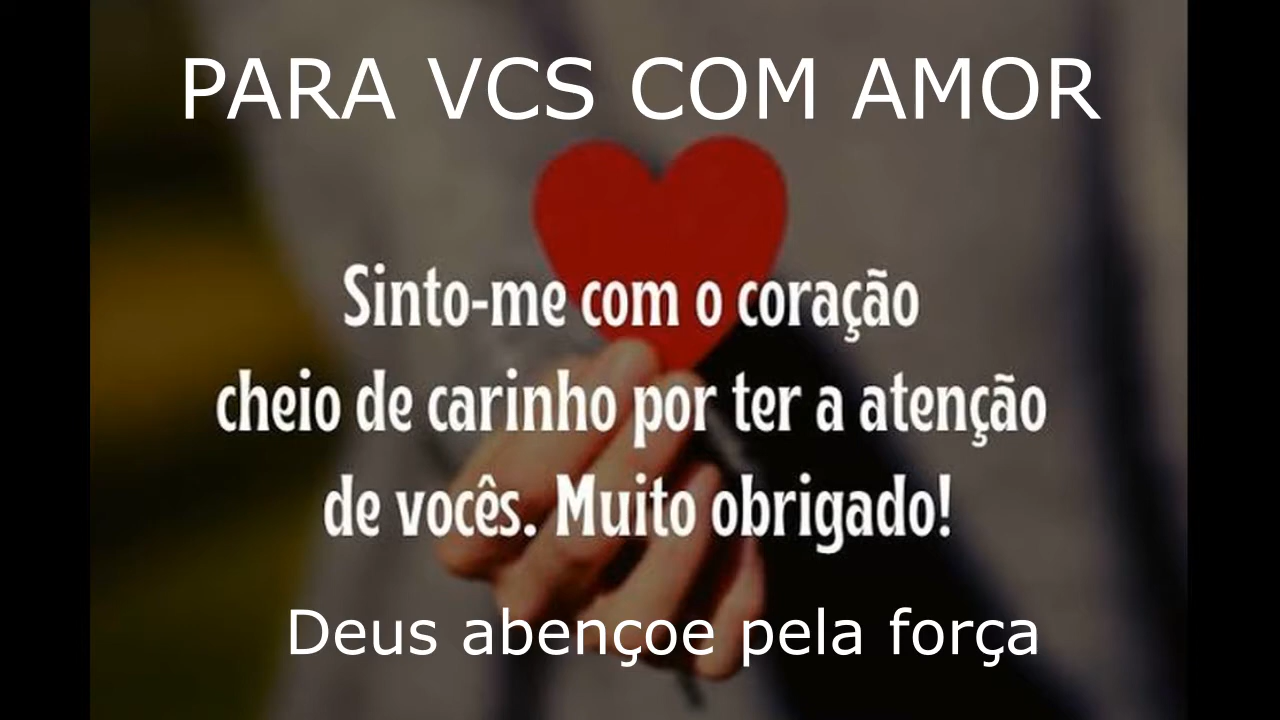 PARA VCS COM AMOR
Sinto-me com o coração
cheio de carinho por ter a atenção
de vocês. Muito obrigado!
Deus abençoe pela força